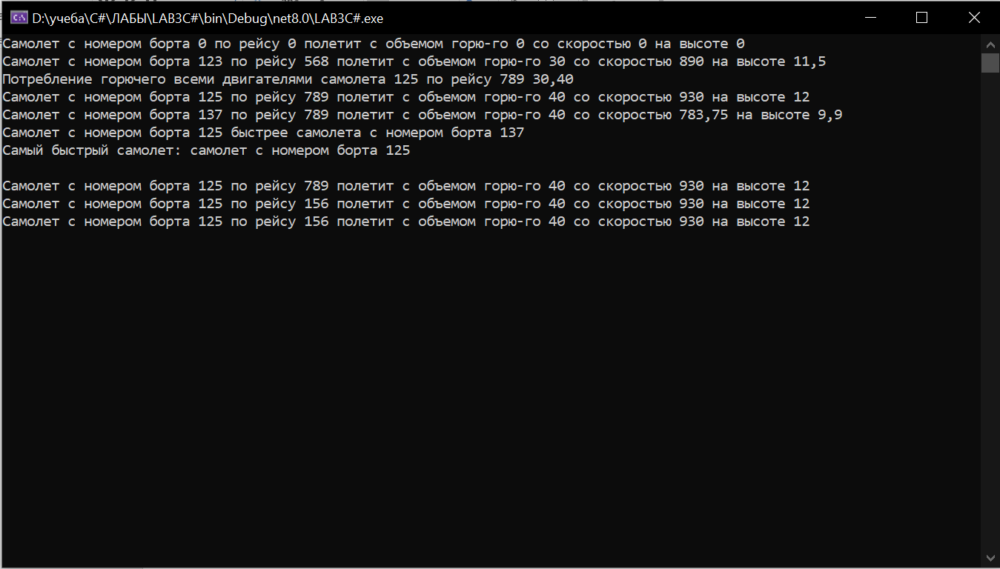 D:\учеба\C#\ЛАБЫ\LAB3C#\bin\Debug\net8.0\LAB3C#.exe
Самолет с номером борта 0 по рейсу 0 полетит с объемом горю-го 0 со скоростью 0 на высоте 0
Самолет с номером борта 123 по рейсу 568 полетит с объемом горю-го 30 со скоростью 890 на высоте 11,5
Потребление горючего всеми двигателями самолета 125 по рейсу 789 30,40
Самолет с номером борта 125 по рейсу 789 полетит с объемом горю-го 40 со скоростью 930 на высоте 12
Самолет с номером борта 137 по рейсу 789 полетит с объемом горю-го 40 со скоростью 783,75 на высоте 9,9
Самолет с номером борта 125 быстрее самолета с номером борта 137
Самый быстрый самолет: самолет с номером борта 125
Самолет с номером борта 125 по рейсу 789 полетит с объемом горю-го 40 со скоростью 930 на высоте 12
Самолет с номером борта 125 по рейсу 156 полетит с объемом горю-го 40 со скоростью 930 на высоте 12
Самолет с номером борта 125 по рейсу 156 полетит с объемом горю-го 40 со скоростью 930 на высоте 12